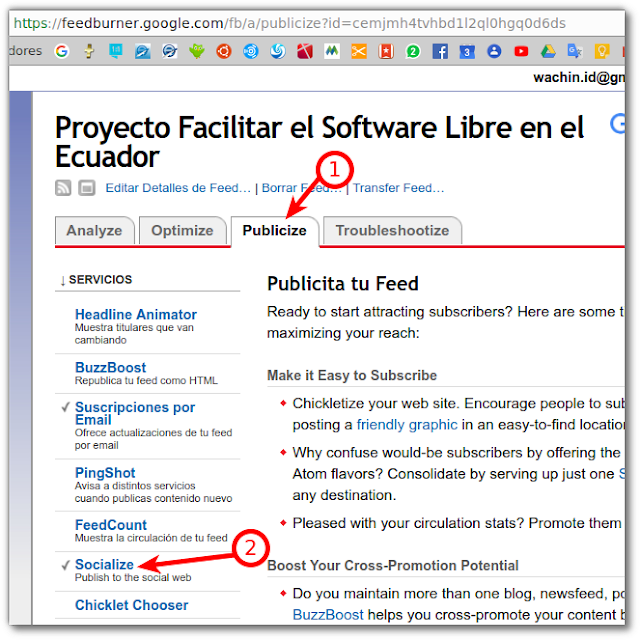 https://feedburner.google.com/fb/a/publicize?id=cemjmh4tvhbd1l2ql0hgq0d6ds
dores
wachin.id@gm
Proyecto Facilitar el Software Libre en el
Ecuador
1
Editar Detalles de Feed... | Borrar Feed... | Transfer Feed...
Analyze Optimize Publicize Troubleshootize
↓ SERVICIOS
Headline Animator
Muestra titulares que van
cambiando
BuzzBoost
Republica tu feed como HTML
✓ Suscripciones por
Email
Ofrece actualizaciones de tu feed
por email
PingShot
Avisa a distintos servicios
cuando publicas contenido nuevo
FeedCount
Muestra la circulación de tu feed
2
✓ Socialize
Publish to the social web
Chicklet Chooser
Publicita tu Feed
Ready to start attracting subscribers? Here are some t
maximizing your reach:
Make it Easy to Subscribe
Chickletize your web site. Encourage people to sub
posting a friendly graphic in an easy-to-find location
Why confuse would-be subscribers by offering the
Atom flavors? Consolidate by serving up just one S
any destination.
Pleased with your circulation stats? Promote them
Boost Your Cross-Promotion Potential
Do you maintain more than one blog, newsfeed, po
BuzzBoost helps you cross-promote your content b